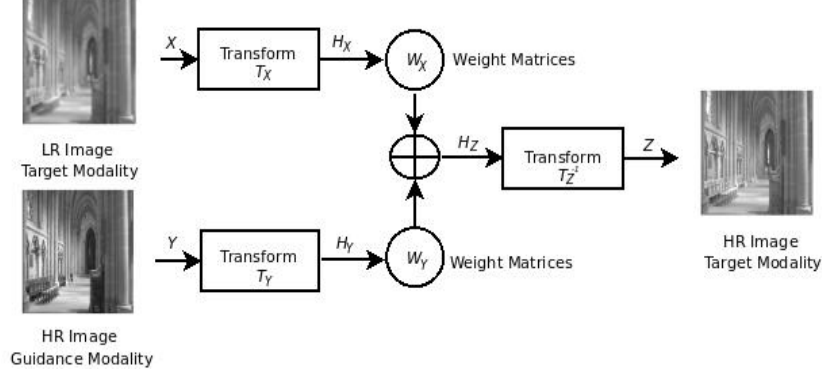 X
Transform
T_X
H_X
W_X
Weight Matrices
LR Image
Target Modality
H_Z
Transform
T_Z^-1
Z
HR Image
Target Modality
Y
Transform
T_Y
H_Y
W_Y
Weight Matrices
HR Image
Guidance Modality